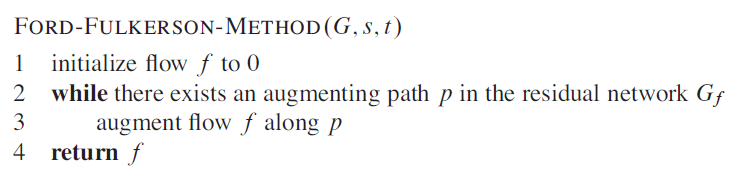 FORD-FULKERSON-METHOD(G, s, t)
1 initialize flow f to 0
2 while there exists an augmenting path p in the residual network G_f
3 augment flow f along p
4 return f